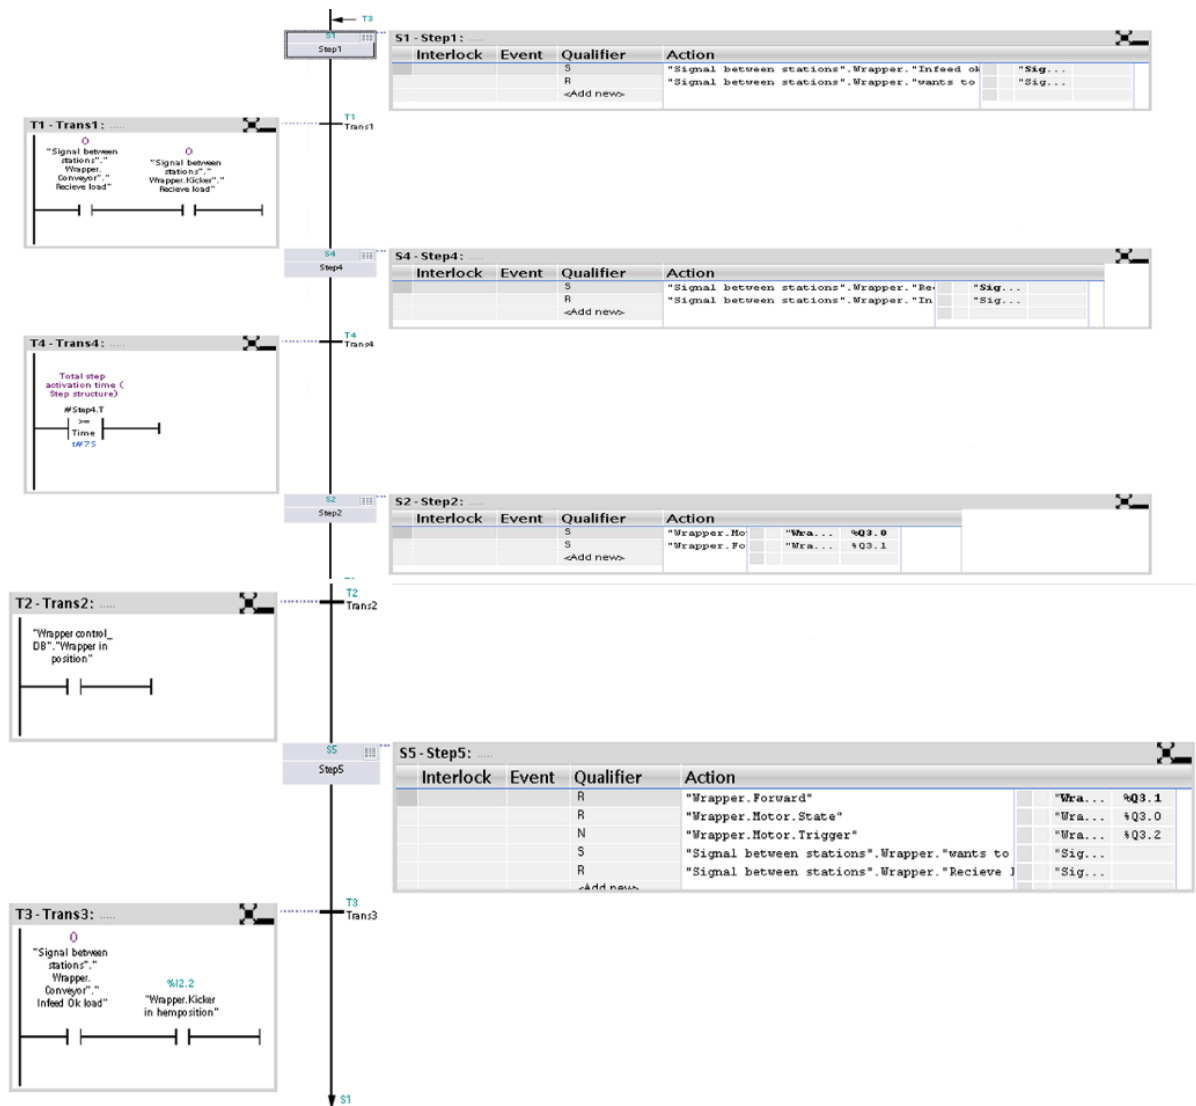 T3
S1
Step1
S1 - Step1: .....
Interlock Event Qualifier Action
S "Signal between stations".Wrapper."Infeed ok "Sig...
R "Signal between stations".Wrapper."wants to "Sig...
<Add new>
T1
Trans1
T1 - Trans1: .....
"Signal between
stations"."
Wrapper.
Conveyor"."
Recieve load"
"Signal between
stations"."
Wrapper.Kicker"."
Recieve load"
S4
Step4
S4 - Step4: .....
Interlock Event Qualifier Action
S "Signal between stations".Wrapper."Re "Sig...
R "Signal between stations".Wrapper."In "Sig...
<Add new>
T4
Trans4
T4 - Trans4: .....
Total step
activation time (
Step structure)
#Step4.T
>=
Time
t#7S
S2
Step2
S2 - Step2: .....
Interlock Event Qualifier Action
S "Wrapper.Mo "Wra... %Q3.0
S "Wrapper.Fo "Wra... %Q3.1
<Add new>
T2
Trans2
T2 - Trans2: .....
"Wrapper control_
DB"."Wrapper in
position"
S5
Step5
S5 - Step5: .....
Interlock Event Qualifier Action
R "Wrapper.Forward" "Wra... %Q3.1
R "Wrapper.Motor.State" "Wra... %Q3.0
N "Wrapper.Motor.Trigger" "Wra... %Q3.2
S "Signal between stations".Wrapper."wants to "Sig...
R "Signal between stations".Wrapper."Recieve l "Sig...
<Add new>
T3
Trans3
T3 - Trans3: .....
"Signal between
stations"."
Wrapper.
Conveyor"."
Infeed Ok load"
%I2.2
"Wrapper.Kicker
in hemposition"
S1